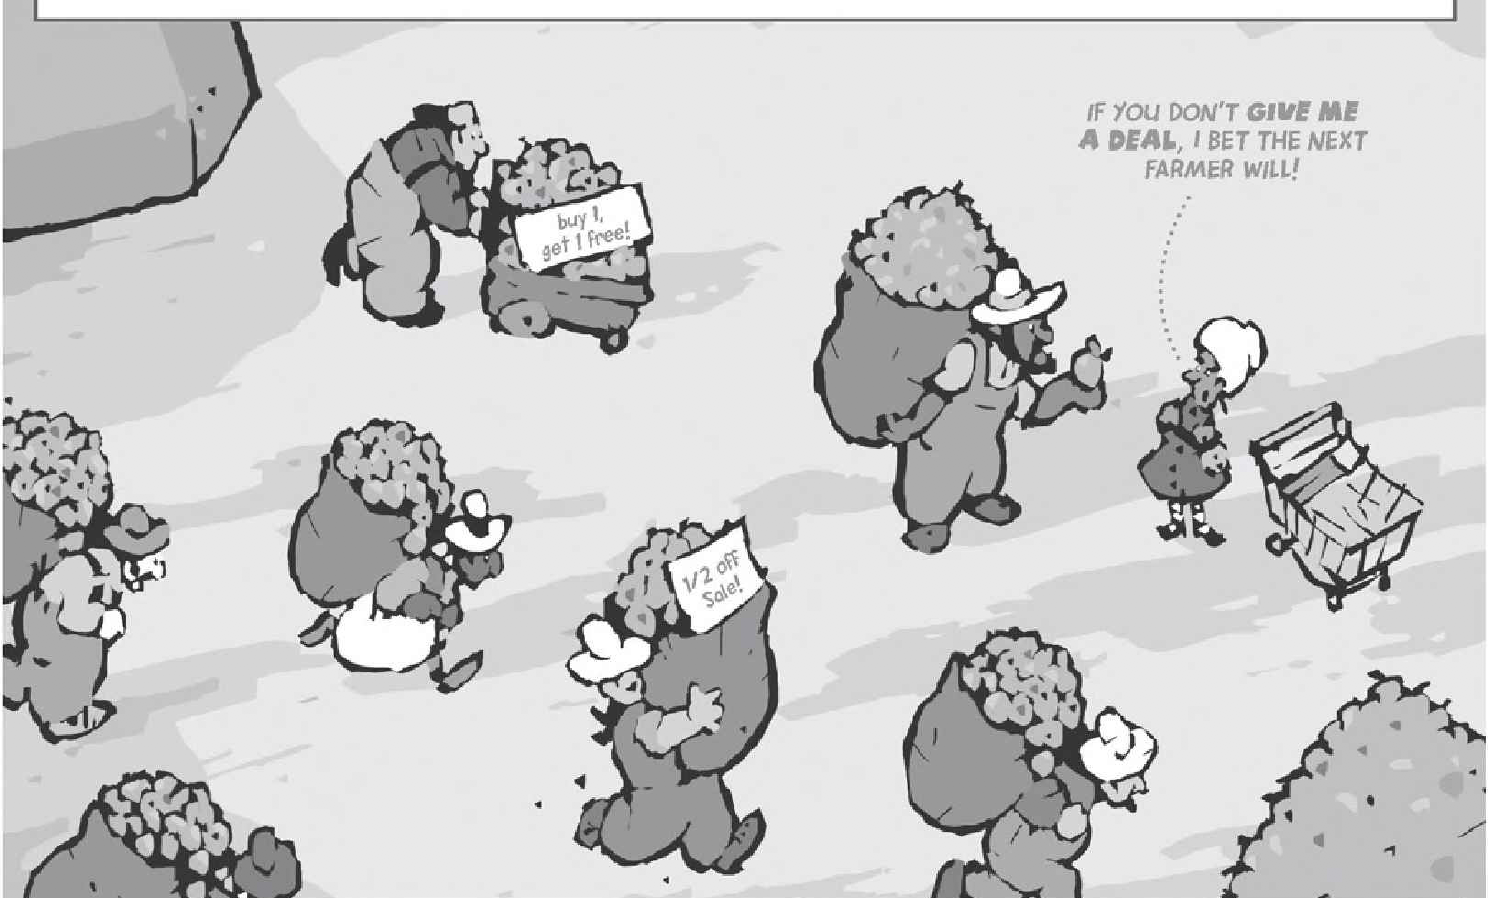 IF YOU DON'T GIVE ME
A DEAL, I BET THE NEXT
FARMER WILL!
buy 1,
get 1 free!
1/2 off
Sale!